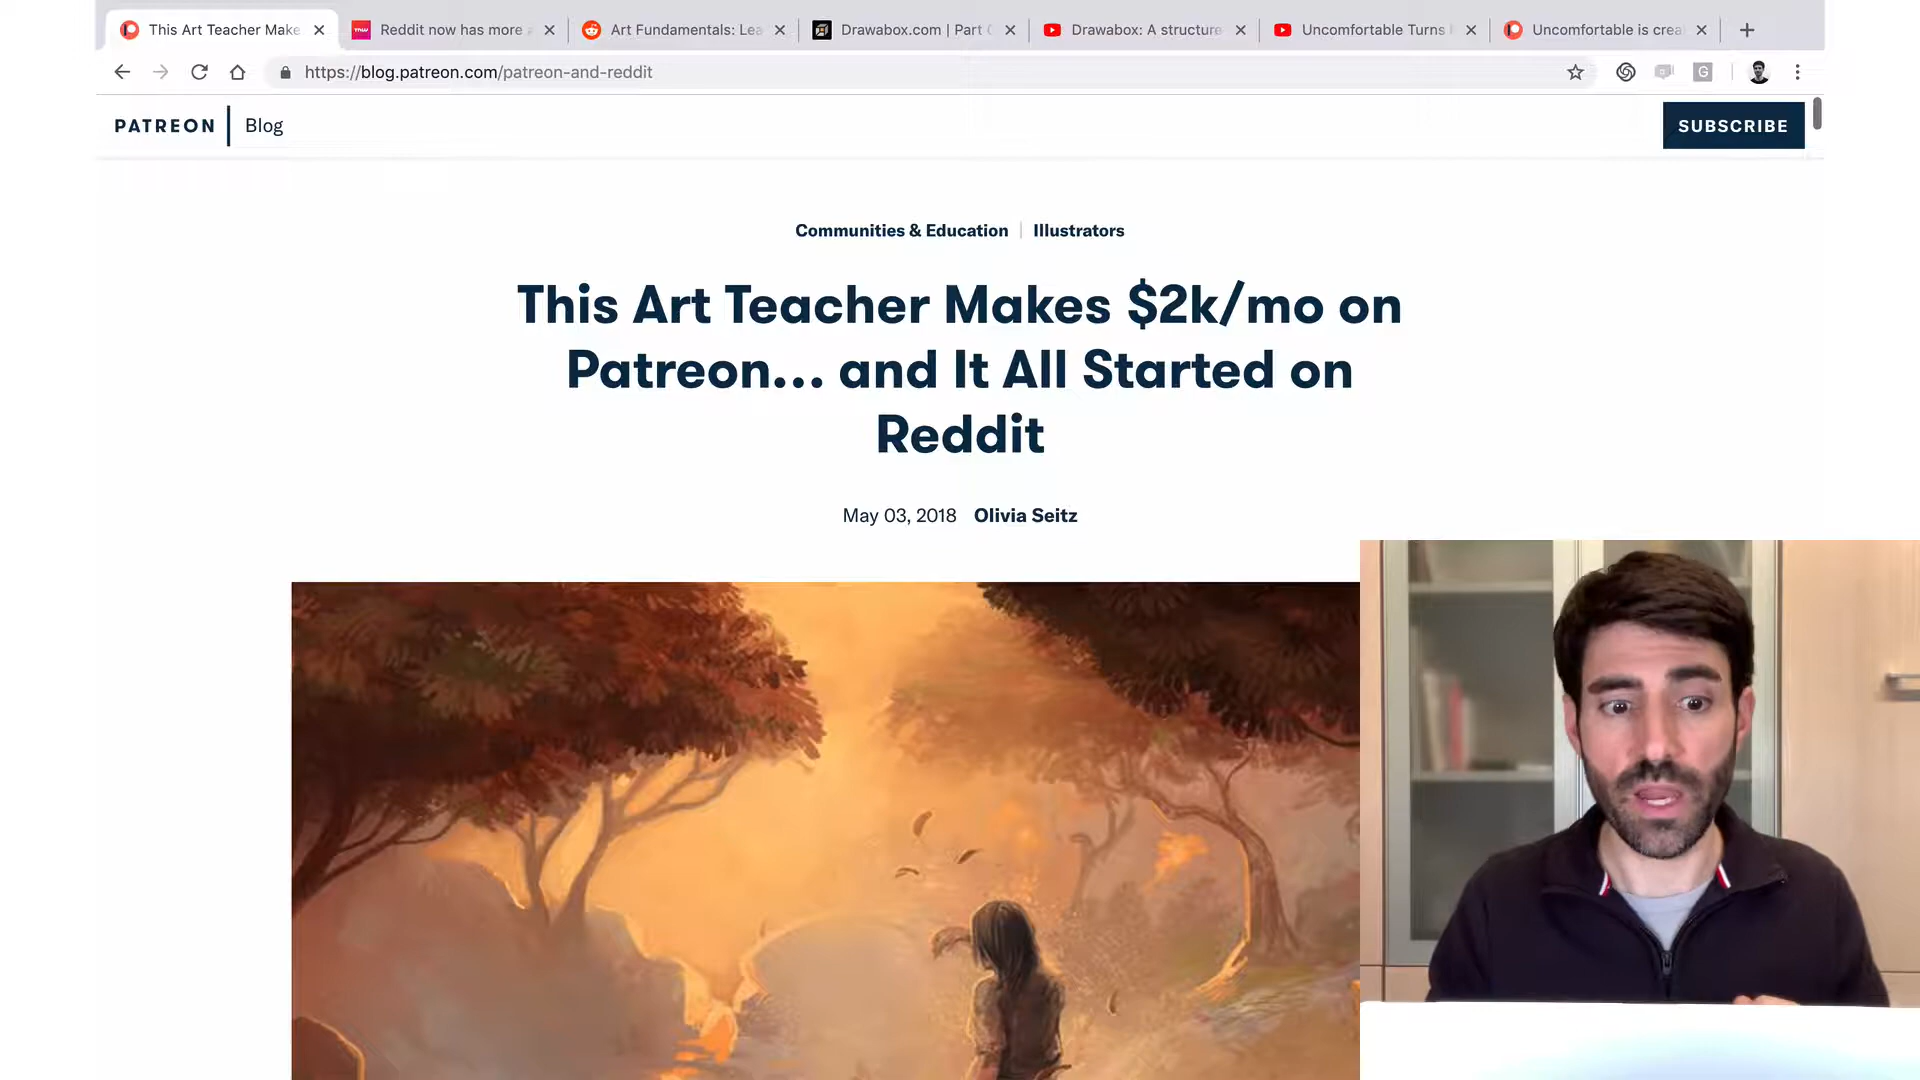 This Art Teacher Make
Reddit now has more a
Art Fundamentals: Lea
Drawabox.com | Part
Drawabox: A structure
Uncomfortable Turns
Uncomfortable is crea
https://blog.patreon.com/patreon-and-reddit
G
PATREON
Blog
SUBSCRIBE
Communities & Education
Illustrators
This Art Teacher Makes $2k/mo on
Patreon... and It All Started on
Reddit
May 03, 2018 Olivia Seitz